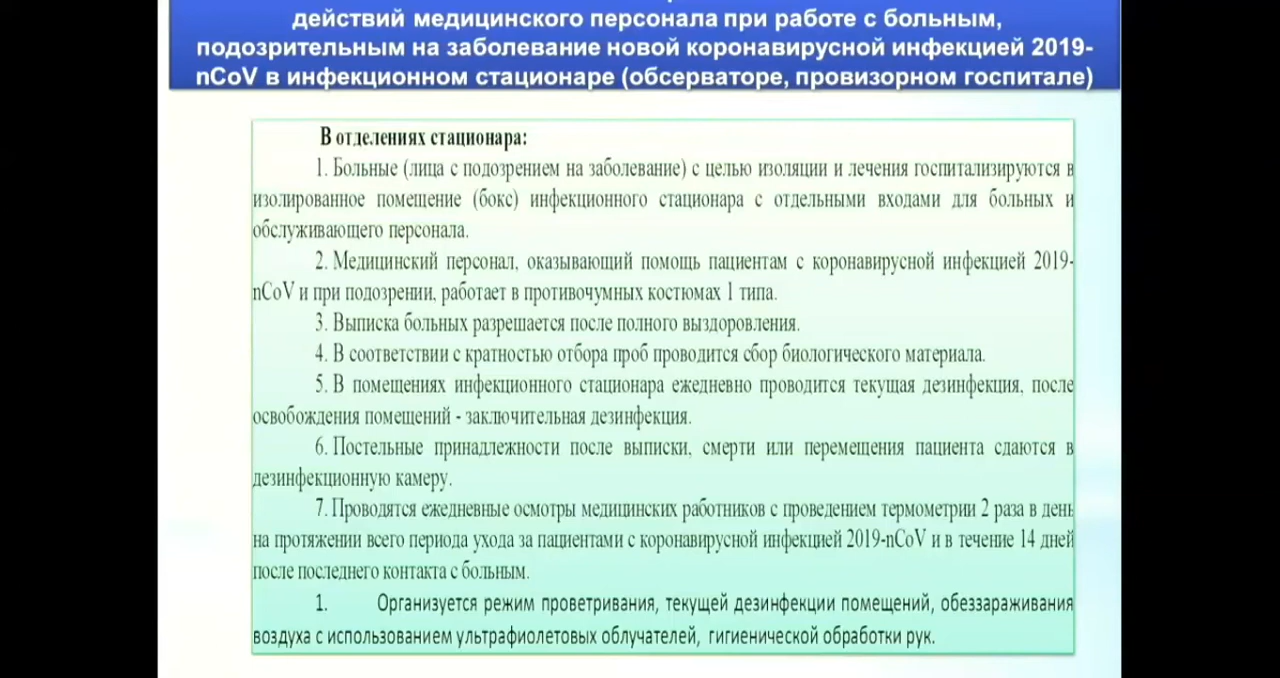 действий медицинского персонала при работе с больным,
подозрительным на заболевание новой коронавирусной инфекцией 2019-
nCoV в инфекционном стационаре (обсерваторе, провизорном госпитале)
В отделениях стационара:
1. Больные (лица с подозрением на заболевание) с целью изоляции и лечения госпитализируются в
изолированное помещение (бокс) инфекционного стационара с отдельными входами для больных и
обслуживающего персонала.
2. Медицинский персонал, оказывающий помощь пациентам с коронавирусной инфекцией 2019-
nCoV и при подозрении, работает в противочумных костюмах 1 типа.
3. Выписка больных разрешается после полного выздоровления.
4. В соответствии с кратностью отбора проб проводится сбор биологического материала.
5. В помещениях инфекционного стационара ежедневно проводится текущая дезинфекция, после
освобождения помещений - заключительная дезинфекция.
6. Постельные принадлежности после выписки, смерти или перемещения пациента сдаются в
дезинфекционную камеру.
7. Проводятся ежедневные осмотры медицинских работников с проведением термометрии 2 раза в день
на протяжении всего периода ухода за пациентами с коронавирусной инфекцией 2019-nCoV и в течение 14 дней
после последнего контакта с больным.
1. Организуется режим проветривания, текущей дезинфекции помещений, обеззараживания
воздуха с использованием ультрафиолетовых облучателей, гигиенической обработки рук.